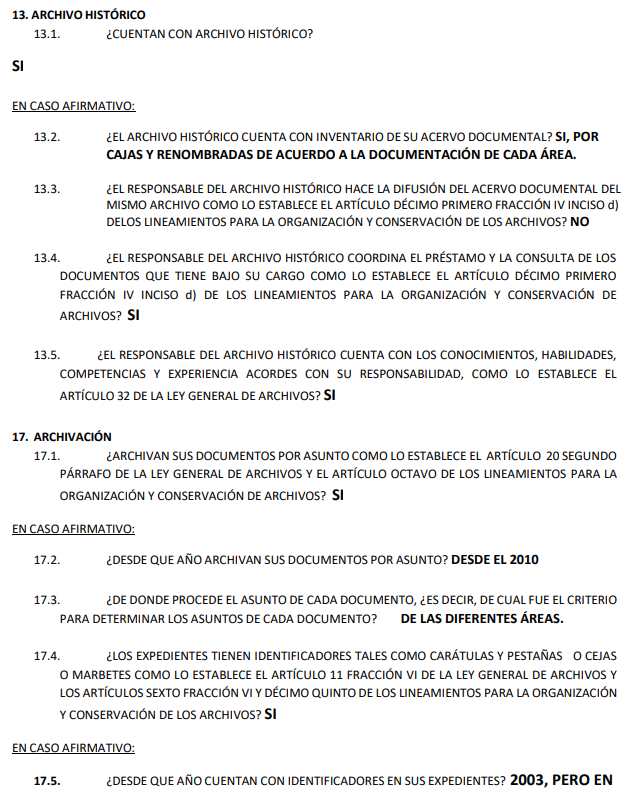 13. ARCHIVO HISTÓRICO
13.1. ¿CUENTAN CON ARCHIVO HISTÓRICO?
SI
EN CASO AFIRMATIVO:
13.2. ¿EL ARCHIVO HISTÓRICO CUENTA CON INVENTARIO DE SU ACERVO DOCUMENTAL? SI, POR
CAJAS Y RENOMBRADAS DE ACUERDO A LA DOCUMENTACIÓN DE CADA ÁREA.
13.3. ¿EL RESPONSABLE DEL ARCHIVO HISTÓRICO HACE LA DIFUSIÓN DEL ACERVO DOCUMENTAL DEL
MISMO ARCHIVO COMO LO ESTABLECE EL ARTÍCULO DÉCIMO PRIMERO FRACCIÓN IV INCISO d)
DELOS LINEAMIENTOS PARA LA ORGANIZACIÓN Y CONSERVACIÓN DE LOS ARCHIVOS? NO
13.4. ¿EL RESPONSABLE DEL ARCHIVO HISTÓRICO COORDINA EL PRÉSTAMO Y LA CONSULTA DE LOS
DOCUMENTOS QUE TIENE BAJO SU CARGO COMO LO ESTABLECE EL ARTÍCULO DÉCIMO PRIMERO
FRACCIÓN IV INCISO d) DE LOS LINEAMIENTOS PARA LA ORGANIZACIÓN Y CONSERVACIÓN DE
ARCHIVOS? SI
13.5. ¿EL RESPONSABLE DEL ARCHIVO HISTÓRICO CUENTA CON LOS CONOCIMIENTOS, HABILIDADES,
COMPETENCIAS Y EXPERIENCIA ACORDES CON SU RESPONSABILIDAD, COMO LO ESTABLECE EL
ARTÍCULO 32 DE LA LEY GENERAL DE ARCHIVOS? SI
17. ARCHIVACIÓN
17.1. ¿ARCHIVAN SUS DOCUMENTOS POR ASUNTO COMO LO ESTABLECE EL ARTÍCULO 20 SEGUNDO
PÁRRAFO DE LA LEY GENERAL DE ARCHIVOS Y EL ARTÍCULO OCTAVO DE LOS LINEAMIENTOS PARA LA
ORGANIZACIÓN Y CONSERVACIÓN DE ARCHIVOS? SI
EN CASO AFIRMATIVO:
17.2. ¿DESDE QUE AÑO ARCHIVAN SUS DOCUMENTOS POR ASUNTO? DESDE EL 2010
17.3. ¿DE DONDE PROCEDE EL ASUNTO DE CADA DOCUMENTO, ¿ES DECIR, DE CUAL FUE EL CRITERIO
PARA DETERMINAR LOS ASUNTOS DE CADA DOCUMENTO? DE LAS DIFERENTES ÁREAS.
17.4. ¿LOS EXPEDIENTES TIENEN IDENTIFICADORES TALES COMO CARÁTULAS Y PESTAÑAS O CEJAS
O MARBETES COMO LO ESTABLECE EL ARTÍCULO 11 FRACCIÓN VI DE LA LEY GENERAL DE ARCHIVOS Y
LOS ARTÍCULOS SEXTO FRACCIÓN VI Y DÉCIMO QUINTO DE LOS LINEAMIENTOS PARA LA ORGANIZACIÓN
Y CONSERVACIÓN DE LOS ARCHIVOS? SI
EN CASO AFIRMATIVO:
17.5. ¿DESDE QUE AÑO CUENTAN CON IDENTIFICADORES EN SUS EXPEDIENTES? 2003, PERO EN